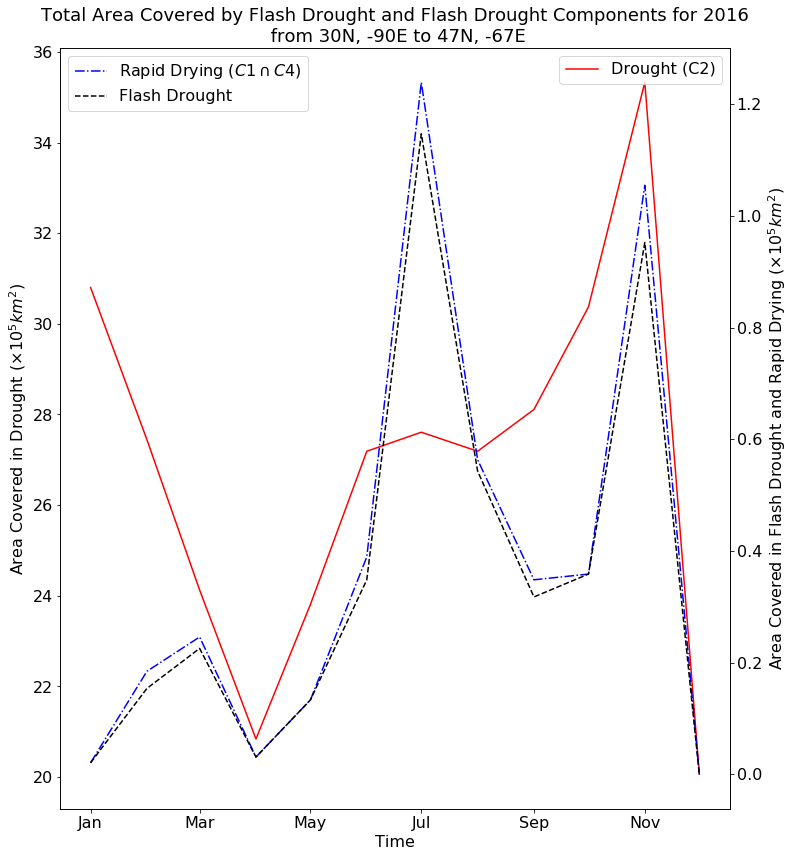 Total Area Covered by Flash Drought and Flash Drought Components for 2016
from 30N, -90E to 47N, -67E
Rapid Drying (C1 ∩ C4)
Flash Drought
Drought (C2)
Area Covered in Drought (×10⁵km²)
36
34
32
30
28
26
24
22
20
1.2
1.0
0.8
0.6
0.4
0.2
0.0
Area Covered in Flash Drought and Rapid Drying (×10⁵km²)
Jan
Mar
May
Jul
Sep
Nov
Time